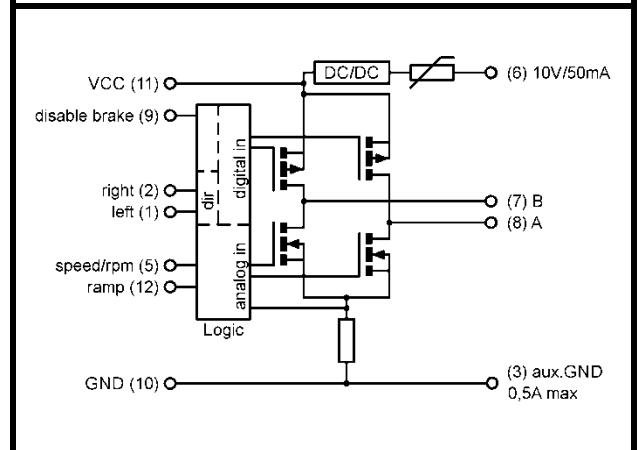 DC/DC
(6) 10V/50mA
VCC (11)
disable brake (9)
digital in
right (2)
dir
left (1)
(7) B
(8) A
speed/rpm (5)
analog in
ramp (12)
Logic
GND (10)
(3) aux.GND
0,5A max